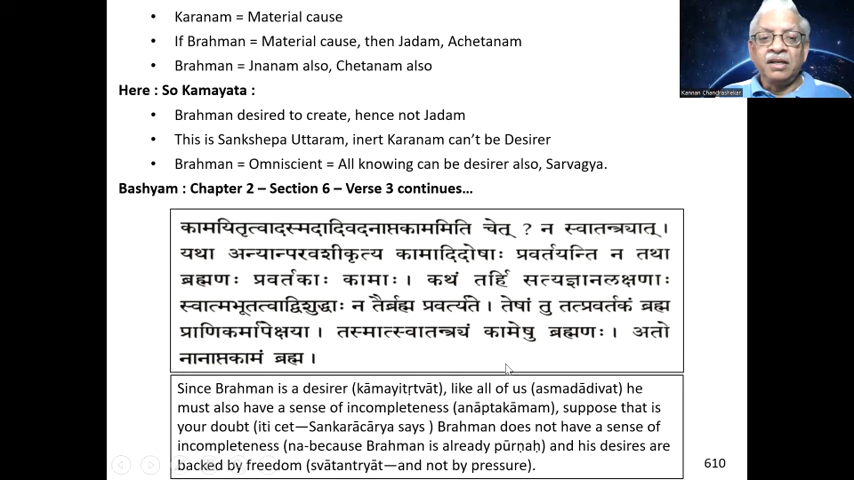 • Karanam = Material cause
• If Brahman = Material cause, then Jadam, Achetanam
• Brahman = Jnanam also, Chetanam also
Here : So Kamayata :
• Brahman desired to create, hence not Jadam
• This is Sankshepa Uttaram, inert Karanam can't be Desirer
• Brahman = Omniscient = All knowing can be desirer also, Sarvagya.
Bashyam : Chapter 2 – Section 6 – Verse 3 continues…
कामयितृत्वादस्मदादिवदनाप्तकाममिति चेत् ? न स्वातन्त्र्यात् ।
यथा अन्यान्परवशीकृत्य कामादिदोषाः प्रवर्तयन्ति न तथा
ब्रह्मणः प्रवर्तकाः कामाः । कथं तर्हि सत्यज्ञानलक्षणाः
स्वात्मभूतत्वाद्विशुद्धाः न तैर्ब्रह्म प्रवर्त्यते । तेषां तु तत्प्रवर्तकं ब्रह्म
प्राणिकर्मापेक्षया । तस्मात्स्वातन्त्र्यं कामेषु ब्रह्मणः । अतो
नानाप्तकामं ब्रह्म ।
Since Brahman is a desirer (kāmayitṛtvāt), like all of us (asmadādivat) he
must also have a sense of incompleteness (anāptakāmam), suppose that is
your doubt (iti cet—Sankarācārya says ) Brahman does not have a sense of
incompleteness (na-because Brahman is already pūrṇaḥ) and his desires are
backed by freedom (svātantryāt—and not by pressure).
610
Kannan Chandrashekar